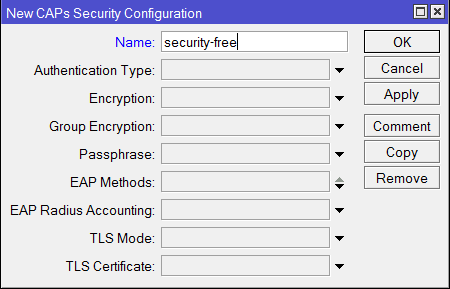 New CAPs Security Configuration
Name: security-free
OK
Authentication Type:
Cancel
Encryption:
Apply
Group Encryption:
Comment
Passphrase:
Copy
EAP Methods:
Remove
EAP Radius Accounting:
TLS Mode:
TLS Certificate: